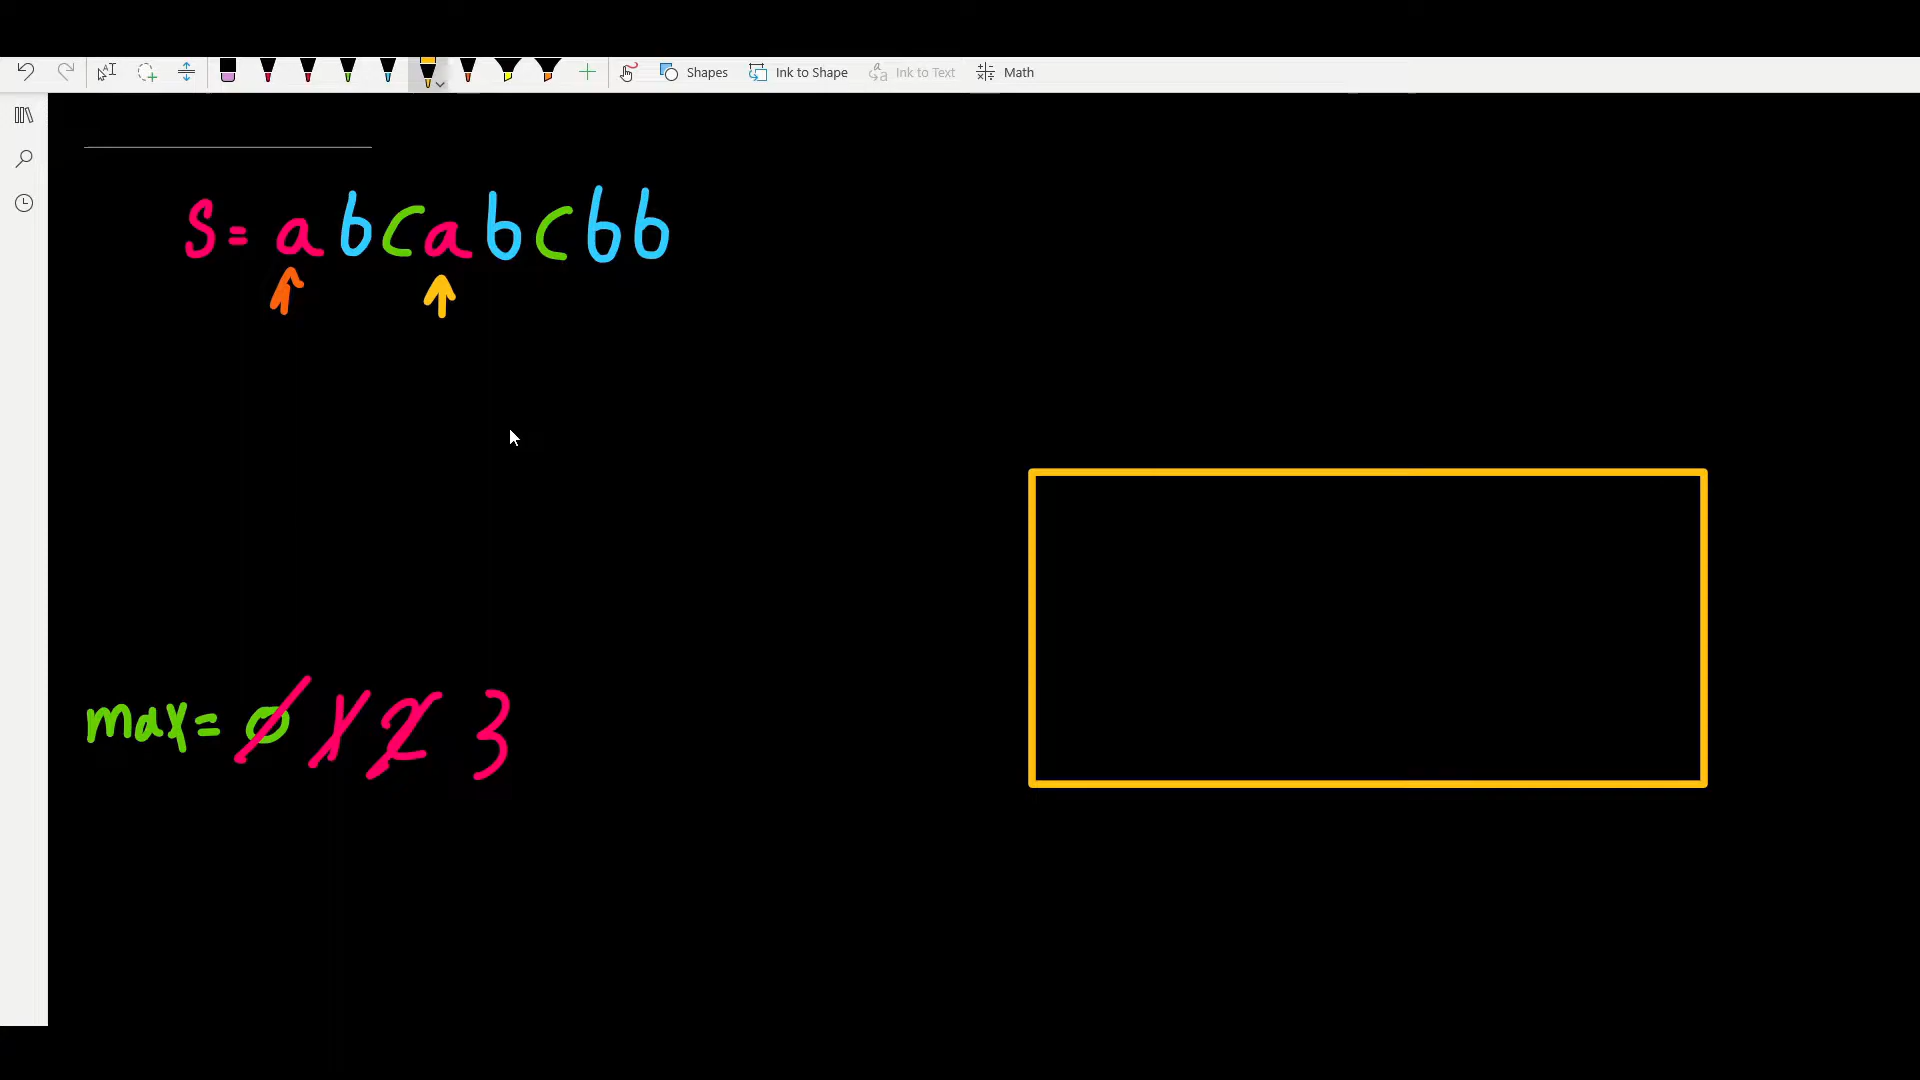 Shapes Ink to Shape Ink to Text Math
S= abcabcbb
max= 0 1 2 3